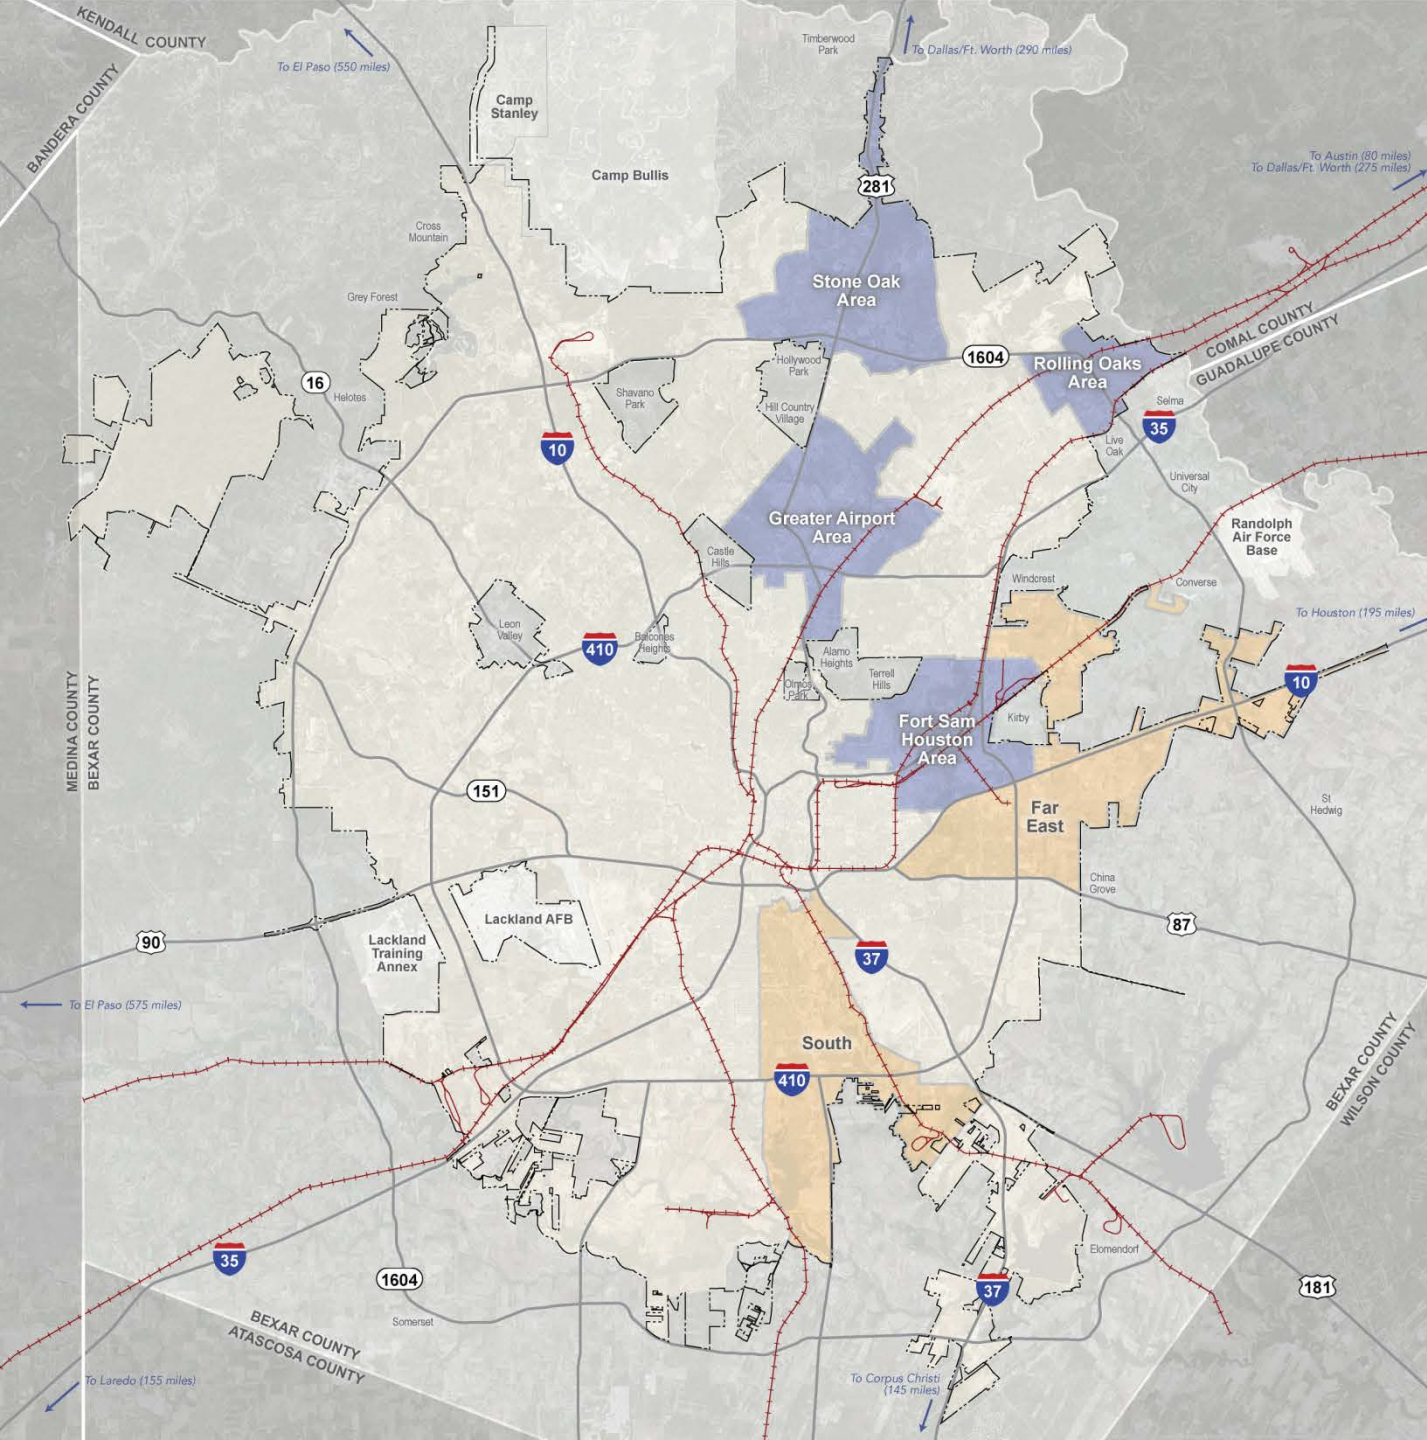 KENDALL COUNTY
BANDERA COUNTY
To El Paso (550 miles)
Timberwood
Park
To Dallas/Ft. Worth (290 miles)
Camp
Stanley
Camp Bullis
281
To Austin (80 miles)
To Dallas/Ft. Worth (275 miles)
Cross
Mountain
Grey Forest
Stone Oak
Area
COMAL COUNTY
GUADALUPE COUNTY
1604
Rolling Oaks
Area
Hollywood
Park
16
Helotes
Shavano
Park
Hill Country
Village
Selma
35
10
Live
Oak
Universal
City
Greater Airport
Area
Randolph
Air Force
Base
Castle
Hills
Windcrest
Converse
To Houston (195 miles)
Leon
Valley
410
Balcones
Heights
Alamo
Heights
Terrell
Hills
Olmos
Park
10
MEDINA COUNTY
BEXAR COUNTY
Fort Sam
Houston
Area
Kirby
151
Far
East
St.
Hedwig
China
Grove
Lackland AFB
87
90
Lackland
Training
Annex
37
To El Paso (575 miles)
South
410
BEXAR COUNTY
WILSON COUNTY
35
1604
Elomendorf
37
181
Somerset
BEXAR COUNTY
ATASCOSA COUNTY
To Laredo (155 miles)
To Corpus Christi
(145 miles)